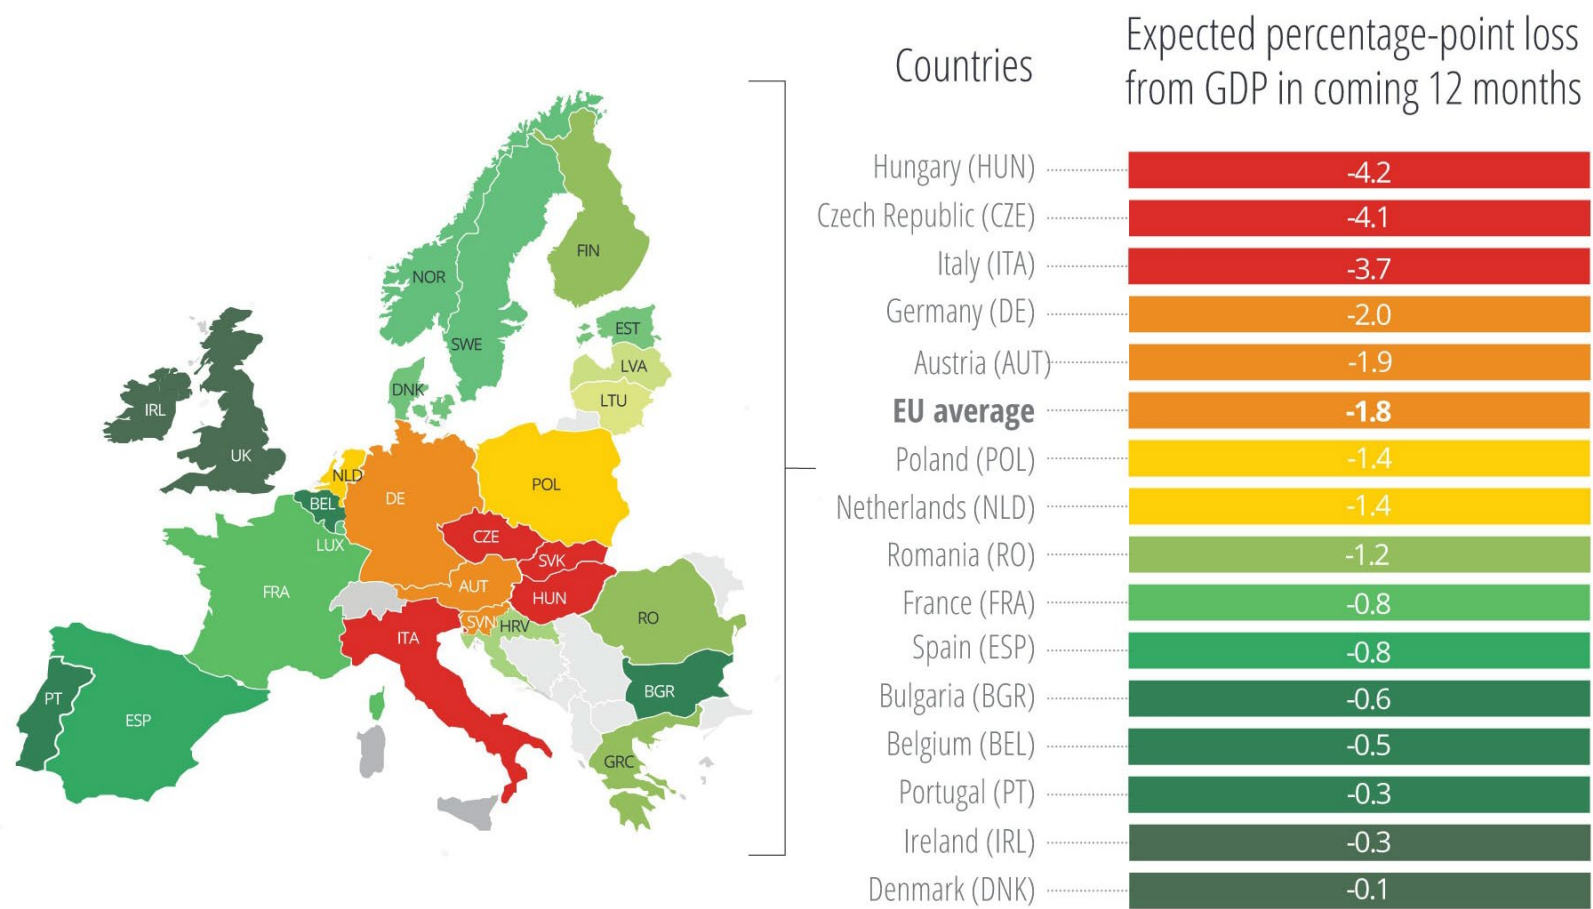 Countries
Expected percentage-point loss
from GDP in coming 12 months
Hungary (HUN) -4.2
Czech Republic (CZE) -4.1
Italy (ITA) -3.7
Germany (DE) -2.0
Austria (AUT) -1.9
EU average -1.8
Poland (POL) -1.4
Netherlands (NLD) -1.4
Romania (RO) -1.2
France (FRA) -0.8
Spain (ESP) -0.8
Bulgaria (BGR) -0.6
Belgium (BEL) -0.5
Portugal (PT) -0.3
Ireland (IRL) -0.3
Denmark (DNK) -0.1
FIN
NOR
EST
SWE
LVA
DNK
LTU
IRL
UK
NLD
POL
DE
BEL
CZE
LUX
SVK
AUT
FRA
HUN
RO
SVN
HRV
ITA
BGR
PT
ESP
GRC